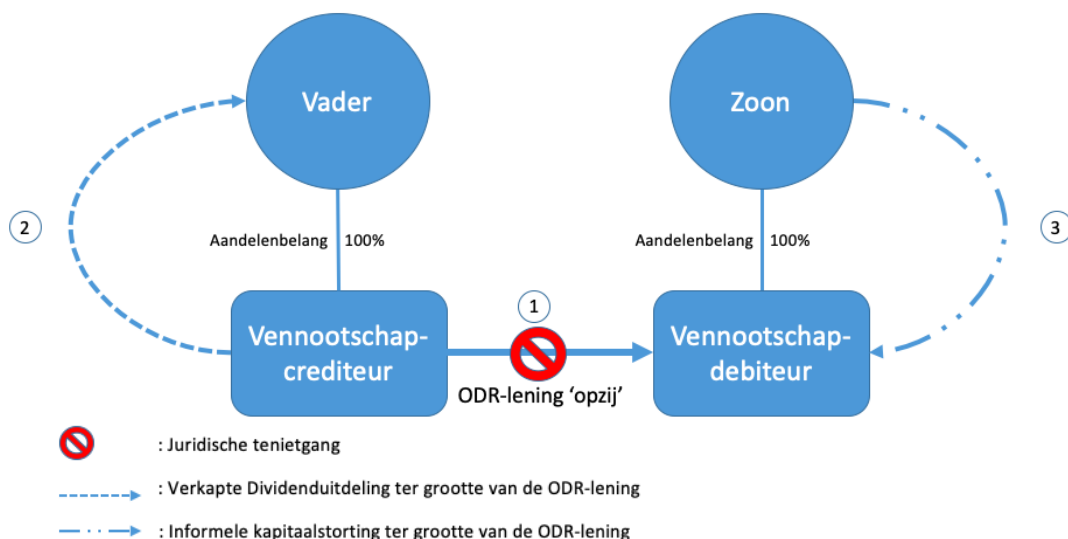 Vader
Zoon
2
3
Aandelenbelang 100%
Aandelenbelang 100%
1
Vennootschap-
crediteur
Vennootschap-
debiteur
ODR-lening ‘opzij’
: Juridische tenietgang
: Verkapte Dividenduitdeling ter grootte van de ODR-lening
: Informele kapitaalstorting ter grootte van de ODR-lening